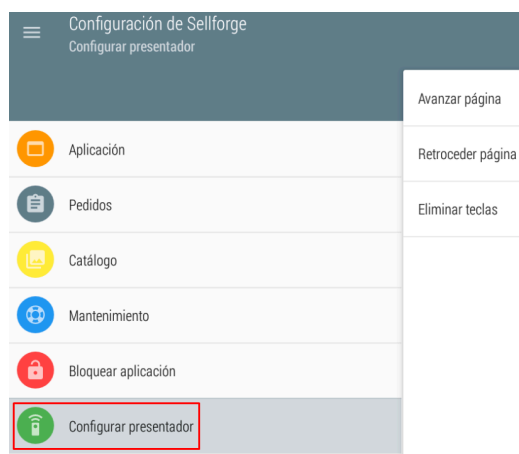 Configuración de Sellforge
Configurar presentador
Aplicación
Pedidos
Catálogo
Mantenimiento
Bloquear aplicación
Configurar presentador
Avanzar página
Retroceder página
Eliminar teclas